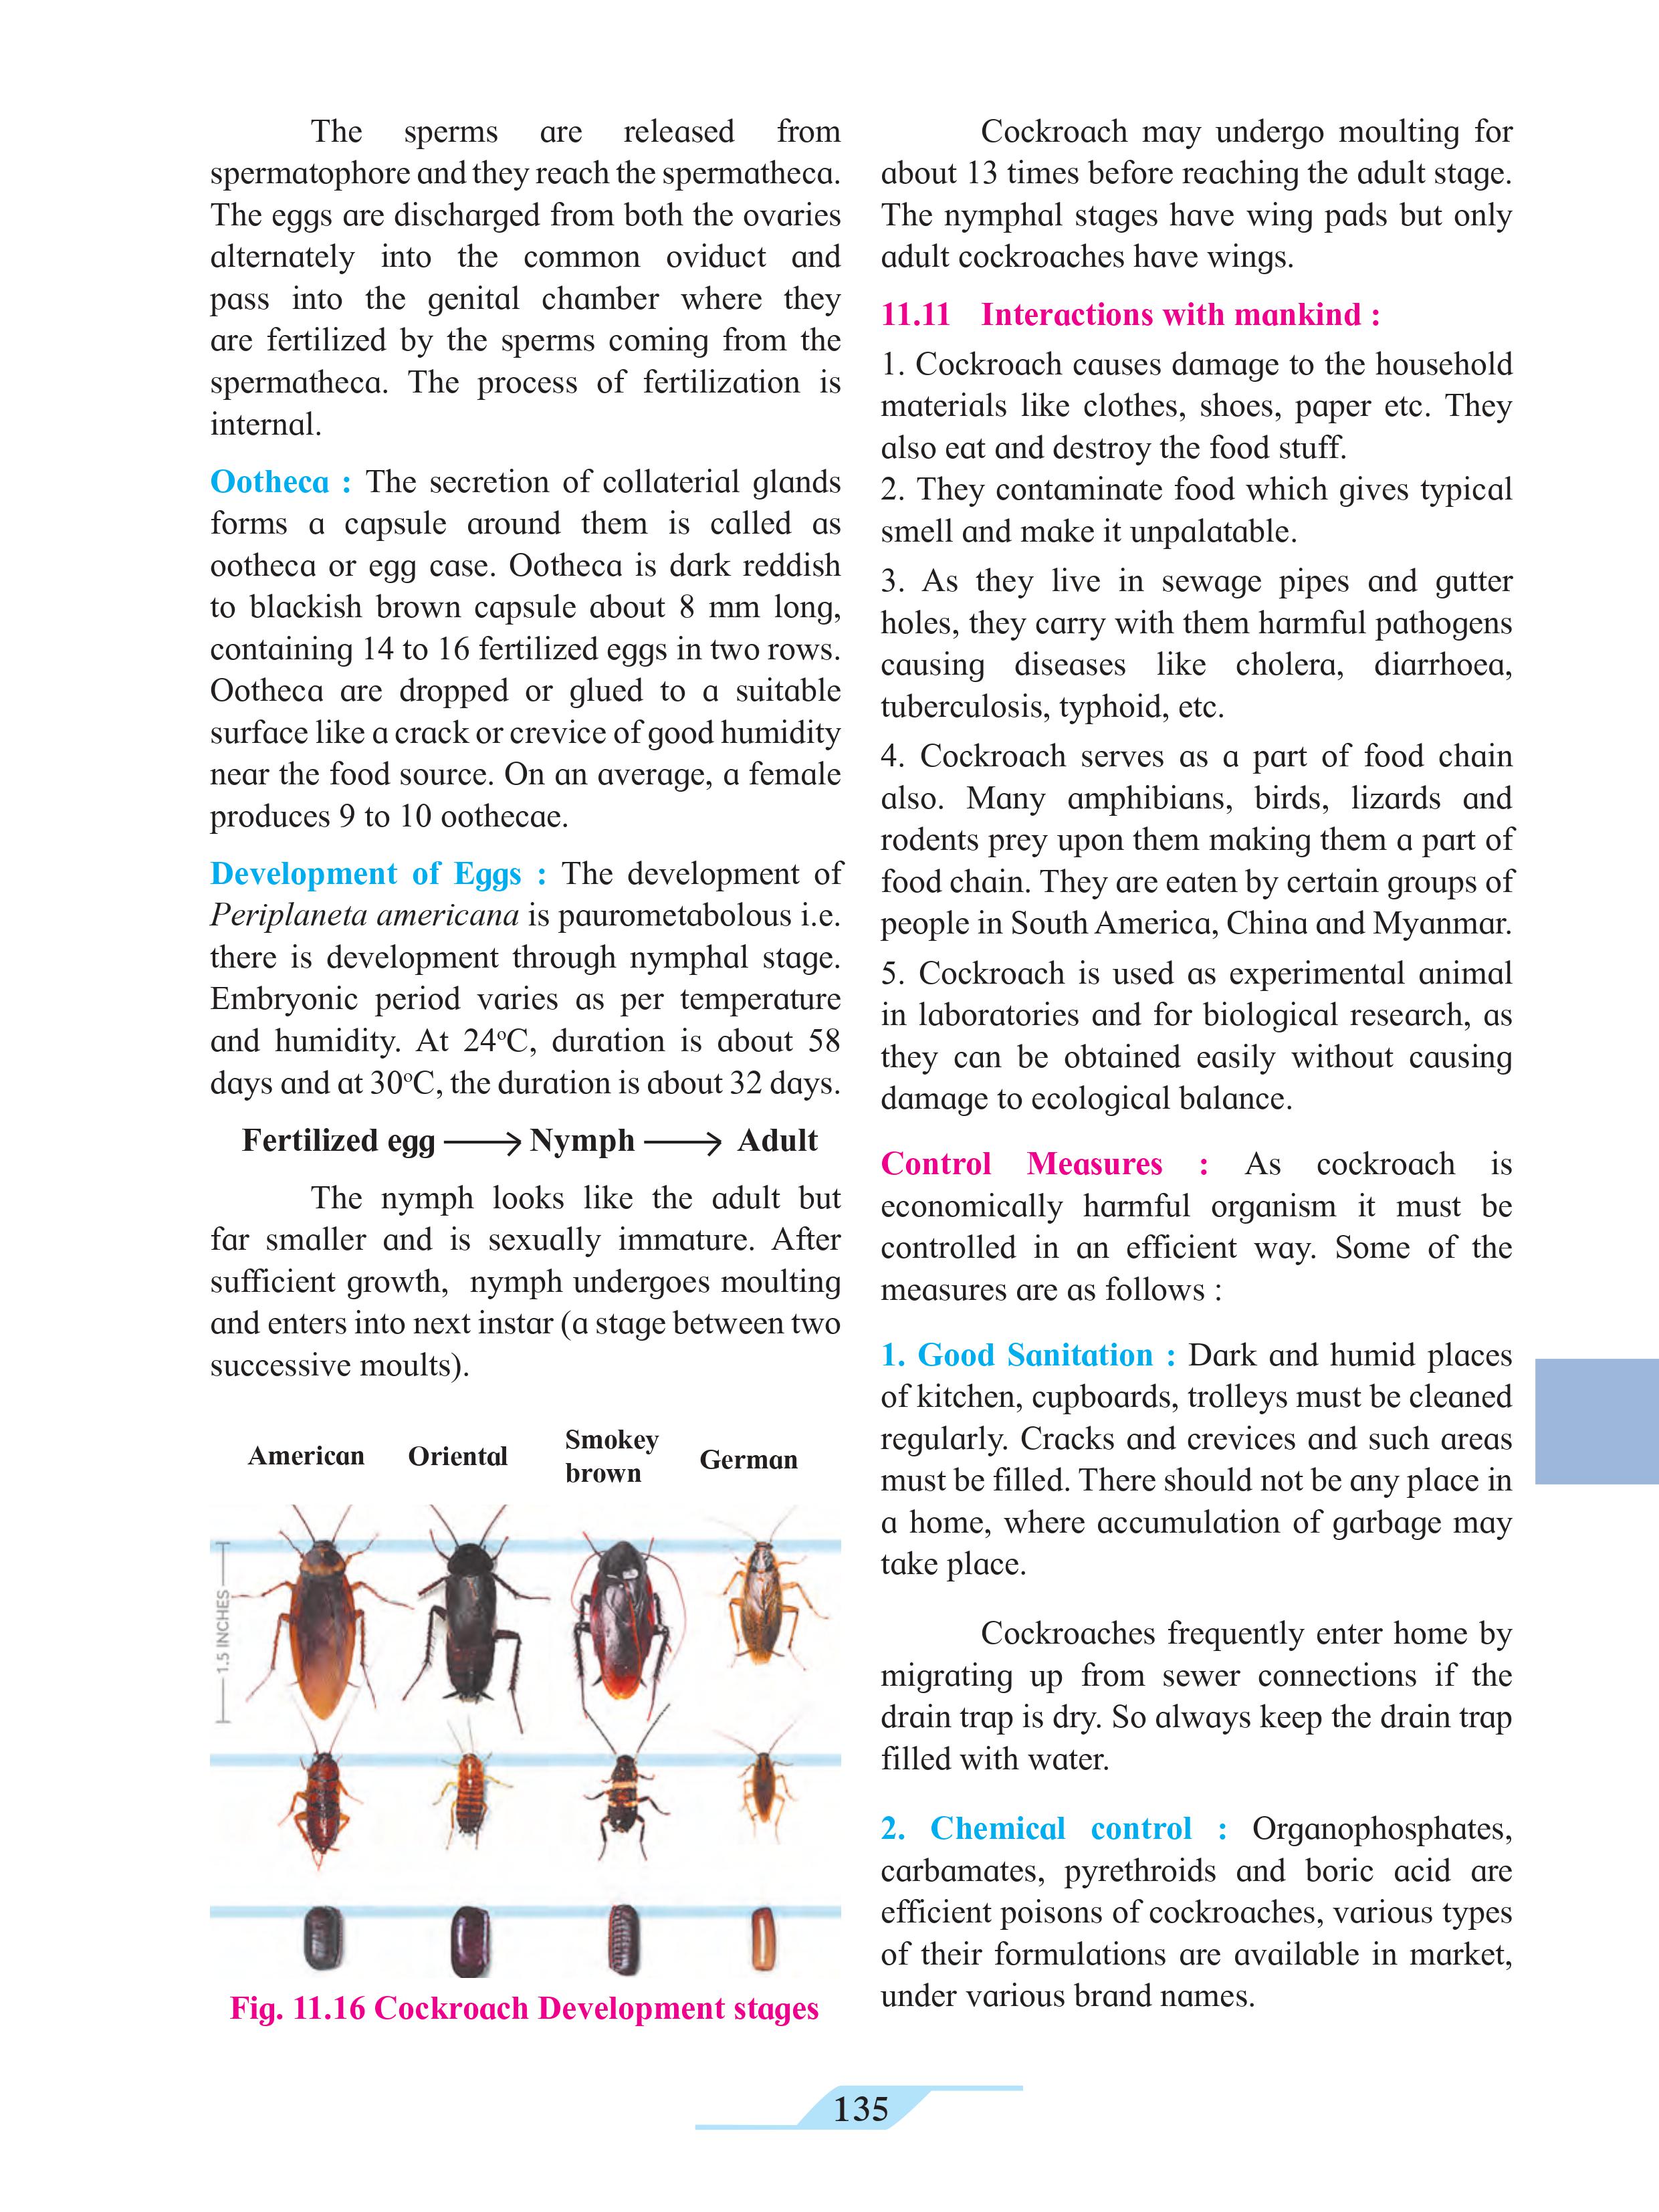 The sperms are released from
spermatophore and they reach the spermatheca.
The eggs are discharged from both the ovaries
alternately into the common oviduct and
pass into the genital chamber where they
are fertilized by the sperms coming from the
spermatheca. The process of fertilization is
internal.
Ootheca : The secretion of collaterial glands
forms a capsule around them is called as
ootheca or egg case. Ootheca is dark reddish
to blackish brown capsule about 8 mm long,
containing 14 to 16 fertilized eggs in two rows.
Ootheca are dropped or glued to a suitable
surface like a crack or crevice of good humidity
near the food source. On an average, a female
produces 9 to 10 oothecae.
Development of Eggs : The development of
Periplaneta americana is paurometabolous i.e.
there is development through nymphal stage.
Embryonic period varies as per temperature
and humidity. At 24°C, duration is about 58
days and at 30°C, the duration is about 32 days.
Fertilized egg ⟶ Nymph ⟶ Adult
The nymph looks like the adult but
far smaller and is sexually immature. After
sufficient growth, nymph undergoes moulting
and enters into next instar (a stage between two
successive moults).
American Oriental Smokey brown German
1.5 INCHES
Fig. 11.16 Cockroach Development stages
Cockroach may undergo moulting for
about 13 times before reaching the adult stage.
The nymphal stages have wing pads but only
adult cockroaches have wings.
11.11 Interactions with mankind :
1. Cockroach causes damage to the household
materials like clothes, shoes, paper etc. They
also eat and destroy the food stuff.
2. They contaminate food which gives typical
smell and make it unpalatable.
3. As they live in sewage pipes and gutter
holes, they carry with them harmful pathogens
causing diseases like cholera, diarrhoea,
tuberculosis, typhoid, etc.
4. Cockroach serves as a part of food chain
also. Many amphibians, birds, lizards and
rodents prey upon them making them a part of
food chain. They are eaten by certain groups of
people in South America, China and Myanmar.
5. Cockroach is used as experimental animal
in laboratories and for biological research, as
they can be obtained easily without causing
damage to ecological balance.
Control Measures : As cockroach is
economically harmful organism it must be
controlled in an efficient way. Some of the
measures are as follows :
1. Good Sanitation : Dark and humid places
of kitchen, cupboards, trolleys must be cleaned
regularly. Cracks and crevices and such areas
must be filled. There should not be any place in
a home, where accumulation of garbage may
take place.
Cockroaches frequently enter home by
migrating up from sewer connections if the
drain trap is dry. So always keep the drain trap
filled with water.
2. Chemical control : Organophosphates,
carbamates, pyrethroids and boric acid are
efficient poisons of cockroaches, various types
of their formulations are available in market,
under various brand names.
135